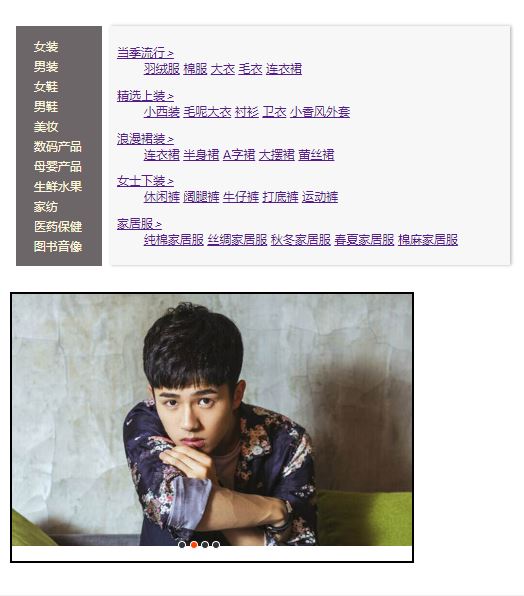 女装
男装
女鞋
男鞋
美妆
数码产品
母婴产品
生鲜水果
家纺
医药保健
图书音像
当季流行 >
羽绒服 棉服 大衣 毛衣 连衣裙
精选上装 >
小西装 毛呢大衣 衬衫 卫衣 小香风外套
浪漫裙装 >
连衣裙 半身裙 A字裙 大摆裙 蕾丝裙
女士下装 >
休闲裤 阔腿裤 牛仔裤 打底裤 运动裤
家居服 >
纯棉家居服 丝绸家居服 秋冬家居服 春夏家居服 棉麻家居服